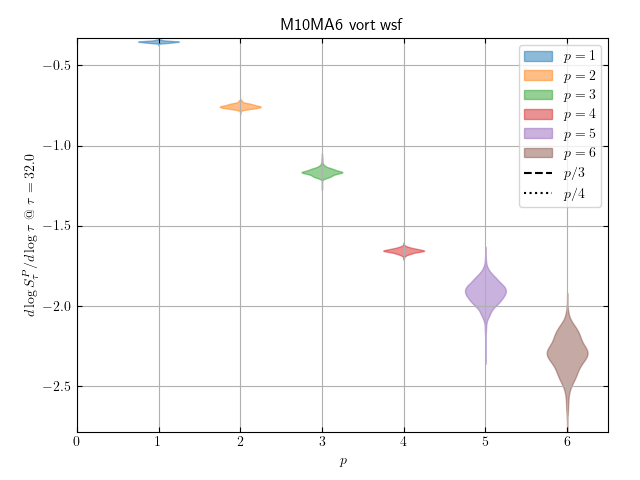 M10MA6 vort wsf
d log S_τ^P / d log τ @ τ = 32.0
−0.5
−1.0
−1.5
−2.0
−2.5
0 1 2 3 4 5 6
p
p = 1
p = 2
p = 3
p = 4
p = 5
p = 6
p/3
p/4